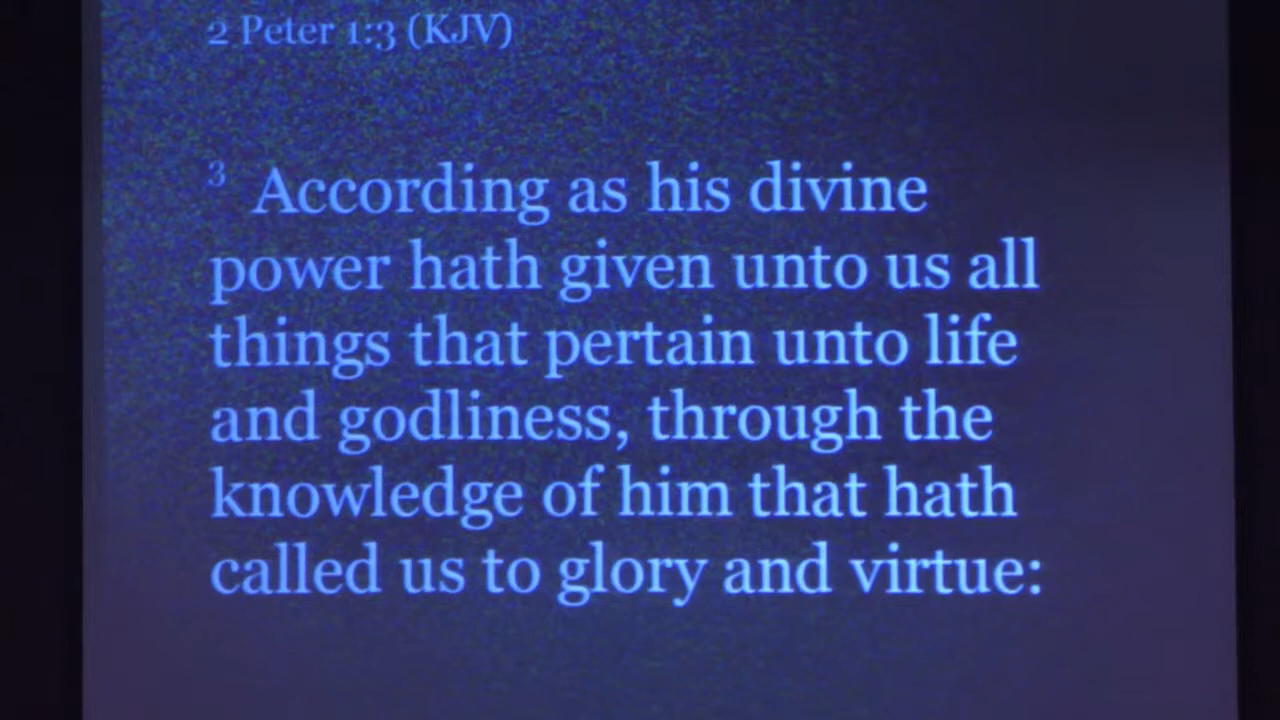 2 Peter 1:3 (KJV)
3 According as his divine
power hath given unto us all
things that pertain unto life
and godliness, through the
knowledge of him that hath
called us to glory and virtue: